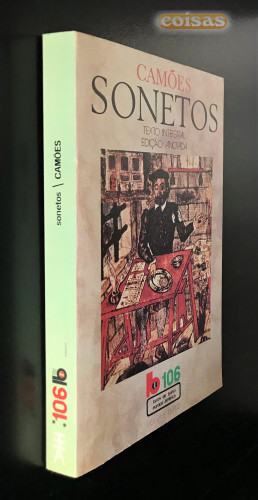 coisas
CAMÕES
SONETOS
TEXTO INTEGRAL
EDIÇÃO ANOTADA
106
sonetos \ CAMÕES
106